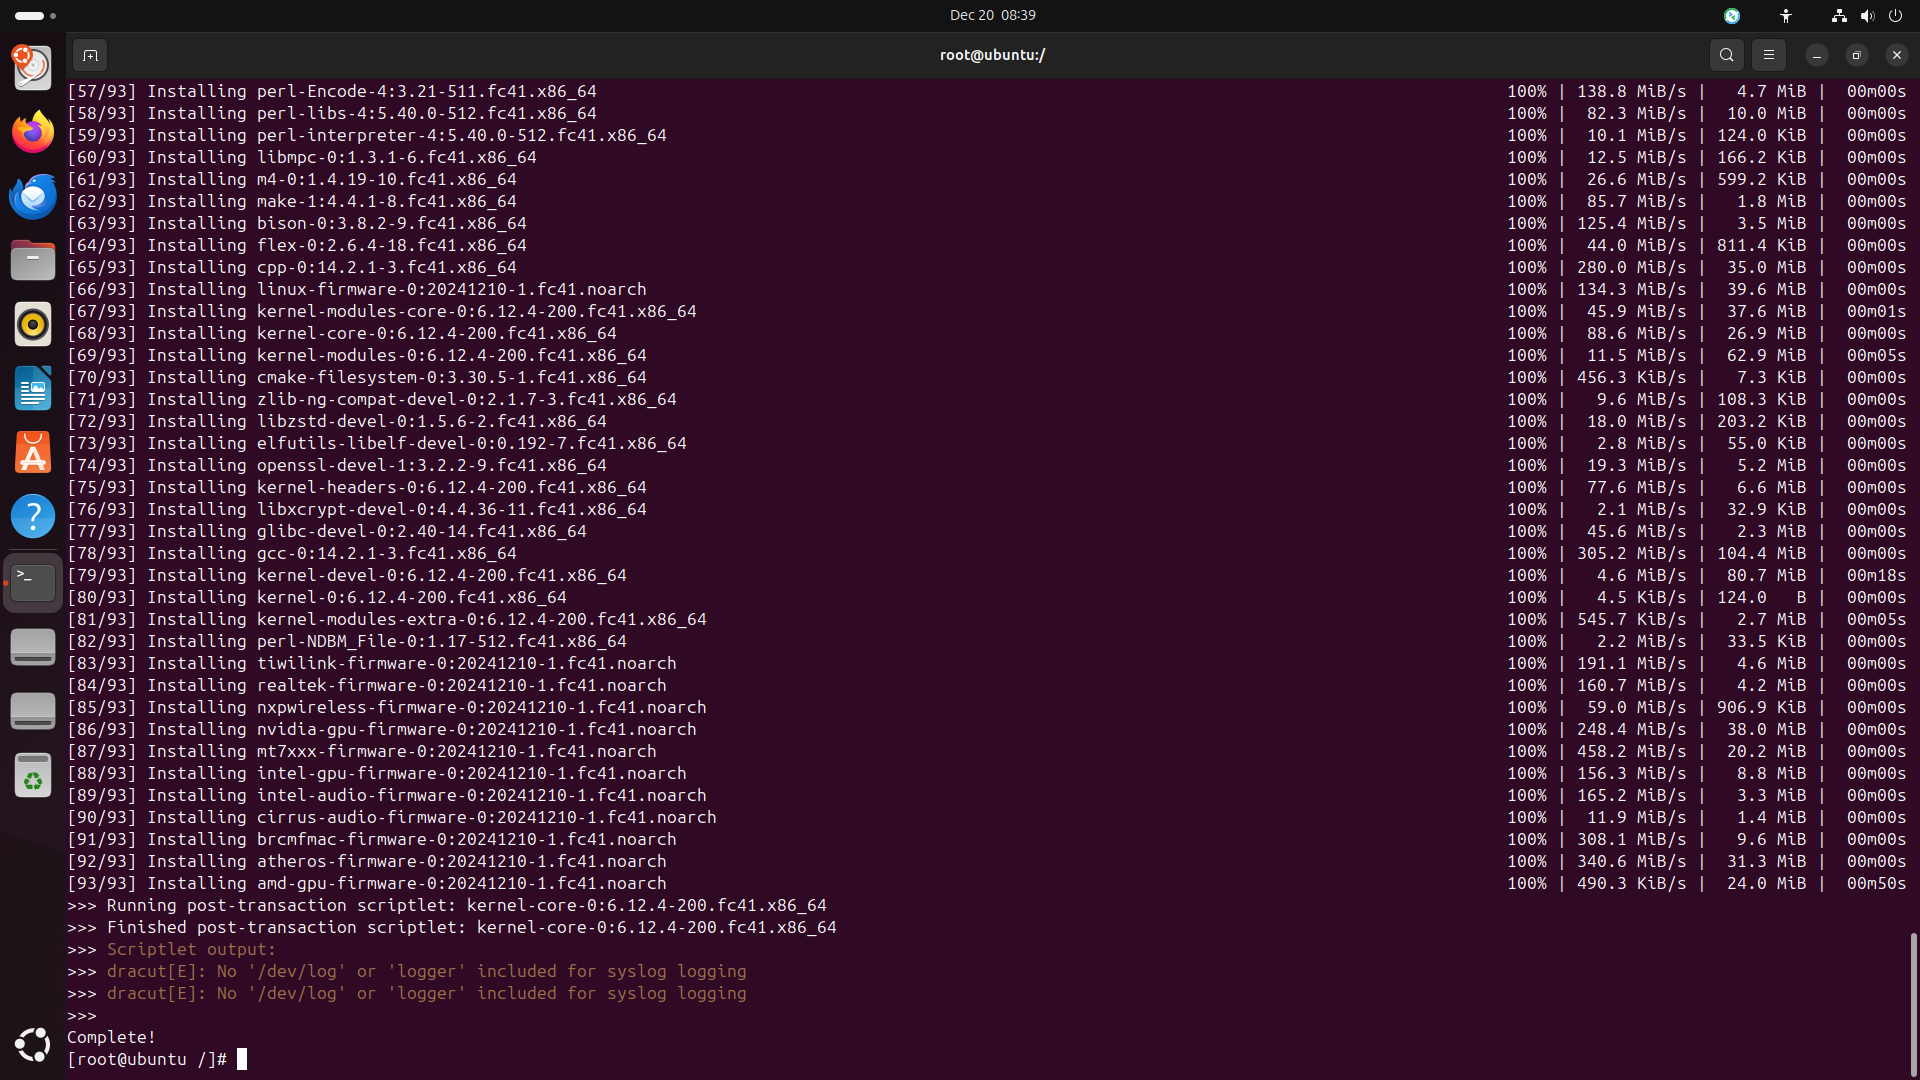 Dec 20 08:39
root@ubuntu:/
[57/93] Installing perl-Encode-4:3.21-511.fc41.x86_64 100% | 138.8 MiB/s | 4.7 MiB | 00m00s
[58/93] Installing perl-libs-4:5.40.0-512.fc41.x86_64 100% | 82.3 MiB/s | 10.0 MiB | 00m00s
[59/93] Installing perl-interpreter-4:5.40.0-512.fc41.x86_64 100% | 10.1 MiB/s | 124.0 KiB | 00m00s
[60/93] Installing libmpc-0:1.3.1-6.fc41.x86_64 100% | 12.5 MiB/s | 166.2 KiB | 00m00s
[61/93] Installing m4-0:1.4.19-10.fc41.x86_64 100% | 26.6 MiB/s | 599.2 KiB | 00m00s
[62/93] Installing make-1:4.4.1-8.fc41.x86_64 100% | 85.7 MiB/s | 1.8 MiB | 00m00s
[63/93] Installing bison-0:3.8.2-9.fc41.x86_64 100% | 125.4 MiB/s | 3.5 MiB | 00m00s
[64/93] Installing flex-0:2.6.4-18.fc41.x86_64 100% | 44.0 MiB/s | 811.4 KiB | 00m00s
[65/93] Installing cpp-0:14.2.1-3.fc41.x86_64 100% | 280.0 MiB/s | 35.0 MiB | 00m00s
[66/93] Installing linux-firmware-0:20241210-1.fc41.noarch 100% | 134.3 MiB/s | 39.6 MiB | 00m00s
[67/93] Installing kernel-modules-core-0:6.12.4-200.fc41.x86_64 100% | 45.9 MiB/s | 37.6 MiB | 00m01s
[68/93] Installing kernel-core-0:6.12.4-200.fc41.x86_64 100% | 88.6 MiB/s | 26.9 MiB | 00m00s
[69/93] Installing kernel-modules-0:6.12.4-200.fc41.x86_64 100% | 11.5 MiB/s | 62.9 MiB | 00m05s
[70/93] Installing cmake-filesystem-0:3.30.5-1.fc41.x86_64 100% | 456.3 KiB/s | 7.3 KiB | 00m00s
[71/93] Installing zlib-ng-compat-devel-0:2.1.7-3.fc41.x86_64 100% | 9.6 MiB/s | 108.3 KiB | 00m00s
[72/93] Installing libzstd-devel-0:1.5.6-2.fc41.x86_64 100% | 18.0 MiB/s | 203.2 KiB | 00m00s
[73/93] Installing elfutils-libelf-devel-0:0.192-7.fc41.x86_64 100% | 2.8 MiB/s | 55.0 KiB | 00m00s
[74/93] Installing openssl-devel-1:3.2.2-9.fc41.x86_64 100% | 19.3 MiB/s | 5.2 MiB | 00m00s
[75/93] Installing kernel-headers-0:6.12.4-200.fc41.x86_64 100% | 77.6 MiB/s | 6.6 MiB | 00m00s
[76/93] Installing libxcrypt-devel-0:4.4.36-11.fc41.x86_64 100% | 2.1 MiB/s | 32.9 KiB | 00m00s
[77/93] Installing glibc-devel-0:2.40-14.fc41.x86_64 100% | 45.6 MiB/s | 2.3 MiB | 00m00s
[78/93] Installing gcc-0:14.2.1-3.fc41.x86_64 100% | 305.2 MiB/s | 104.4 MiB | 00m00s
[79/93] Installing kernel-devel-0:6.12.4-200.fc41.x86_64 100% | 4.6 MiB/s | 80.7 MiB | 00m18s
[80/93] Installing kernel-0:6.12.4-200.fc41.x86_64 100% | 4.5 KiB/s | 124.0 B | 00m00s
[81/93] Installing kernel-modules-extra-0:6.12.4-200.fc41.x86_64 100% | 545.7 KiB/s | 2.7 MiB | 00m05s
[82/93] Installing perl-NDBM_File-0:1.17-512.fc41.x86_64 100% | 2.2 MiB/s | 33.5 KiB | 00m00s
[83/93] Installing tiwilink-firmware-0:20241210-1.fc41.noarch 100% | 191.1 MiB/s | 4.6 MiB | 00m00s
[84/93] Installing realtek-firmware-0:20241210-1.fc41.noarch 100% | 160.7 MiB/s | 4.2 MiB | 00m00s
[85/93] Installing nxpwireless-firmware-0:20241210-1.fc41.noarch 100% | 59.0 MiB/s | 906.9 KiB | 00m00s
[86/93] Installing nvidia-gpu-firmware-0:20241210-1.fc41.noarch 100% | 248.4 MiB/s | 38.0 MiB | 00m00s
[87/93] Installing mt7xxx-firmware-0:20241210-1.fc41.noarch 100% | 458.2 MiB/s | 20.2 MiB | 00m00s
[88/93] Installing intel-gpu-firmware-0:20241210-1.fc41.noarch 100% | 156.3 MiB/s | 8.8 MiB | 00m00s
[89/93] Installing intel-audio-firmware-0:20241210-1.fc41.noarch 100% | 165.2 MiB/s | 3.3 MiB | 00m00s
[90/93] Installing cirrus-audio-firmware-0:20241210-1.fc41.noarch 100% | 11.9 MiB/s | 1.4 MiB | 00m00s
[91/93] Installing brcmfmac-firmware-0:20241210-1.fc41.noarch 100% | 308.1 MiB/s | 9.6 MiB | 00m00s
[92/93] Installing atheros-firmware-0:20241210-1.fc41.noarch 100% | 340.6 MiB/s | 31.3 MiB | 00m00s
[93/93] Installing amd-gpu-firmware-0:20241210-1.fc41.noarch 100% | 490.3 KiB/s | 24.0 MiB | 00m50s
>>> Running post-transaction scriptlet: kernel-core-0:6.12.4-200.fc41.x86_64
>>> Finished post-transaction scriptlet: kernel-core-0:6.12.4-200.fc41.x86_64
>>> Scriptlet output:
>>> dracut[E]: No '/dev/log' or 'logger' included for syslog logging
>>> dracut[E]: No '/dev/log' or 'logger' included for syslog logging
>>>
Complete!
[root@ubuntu /]#